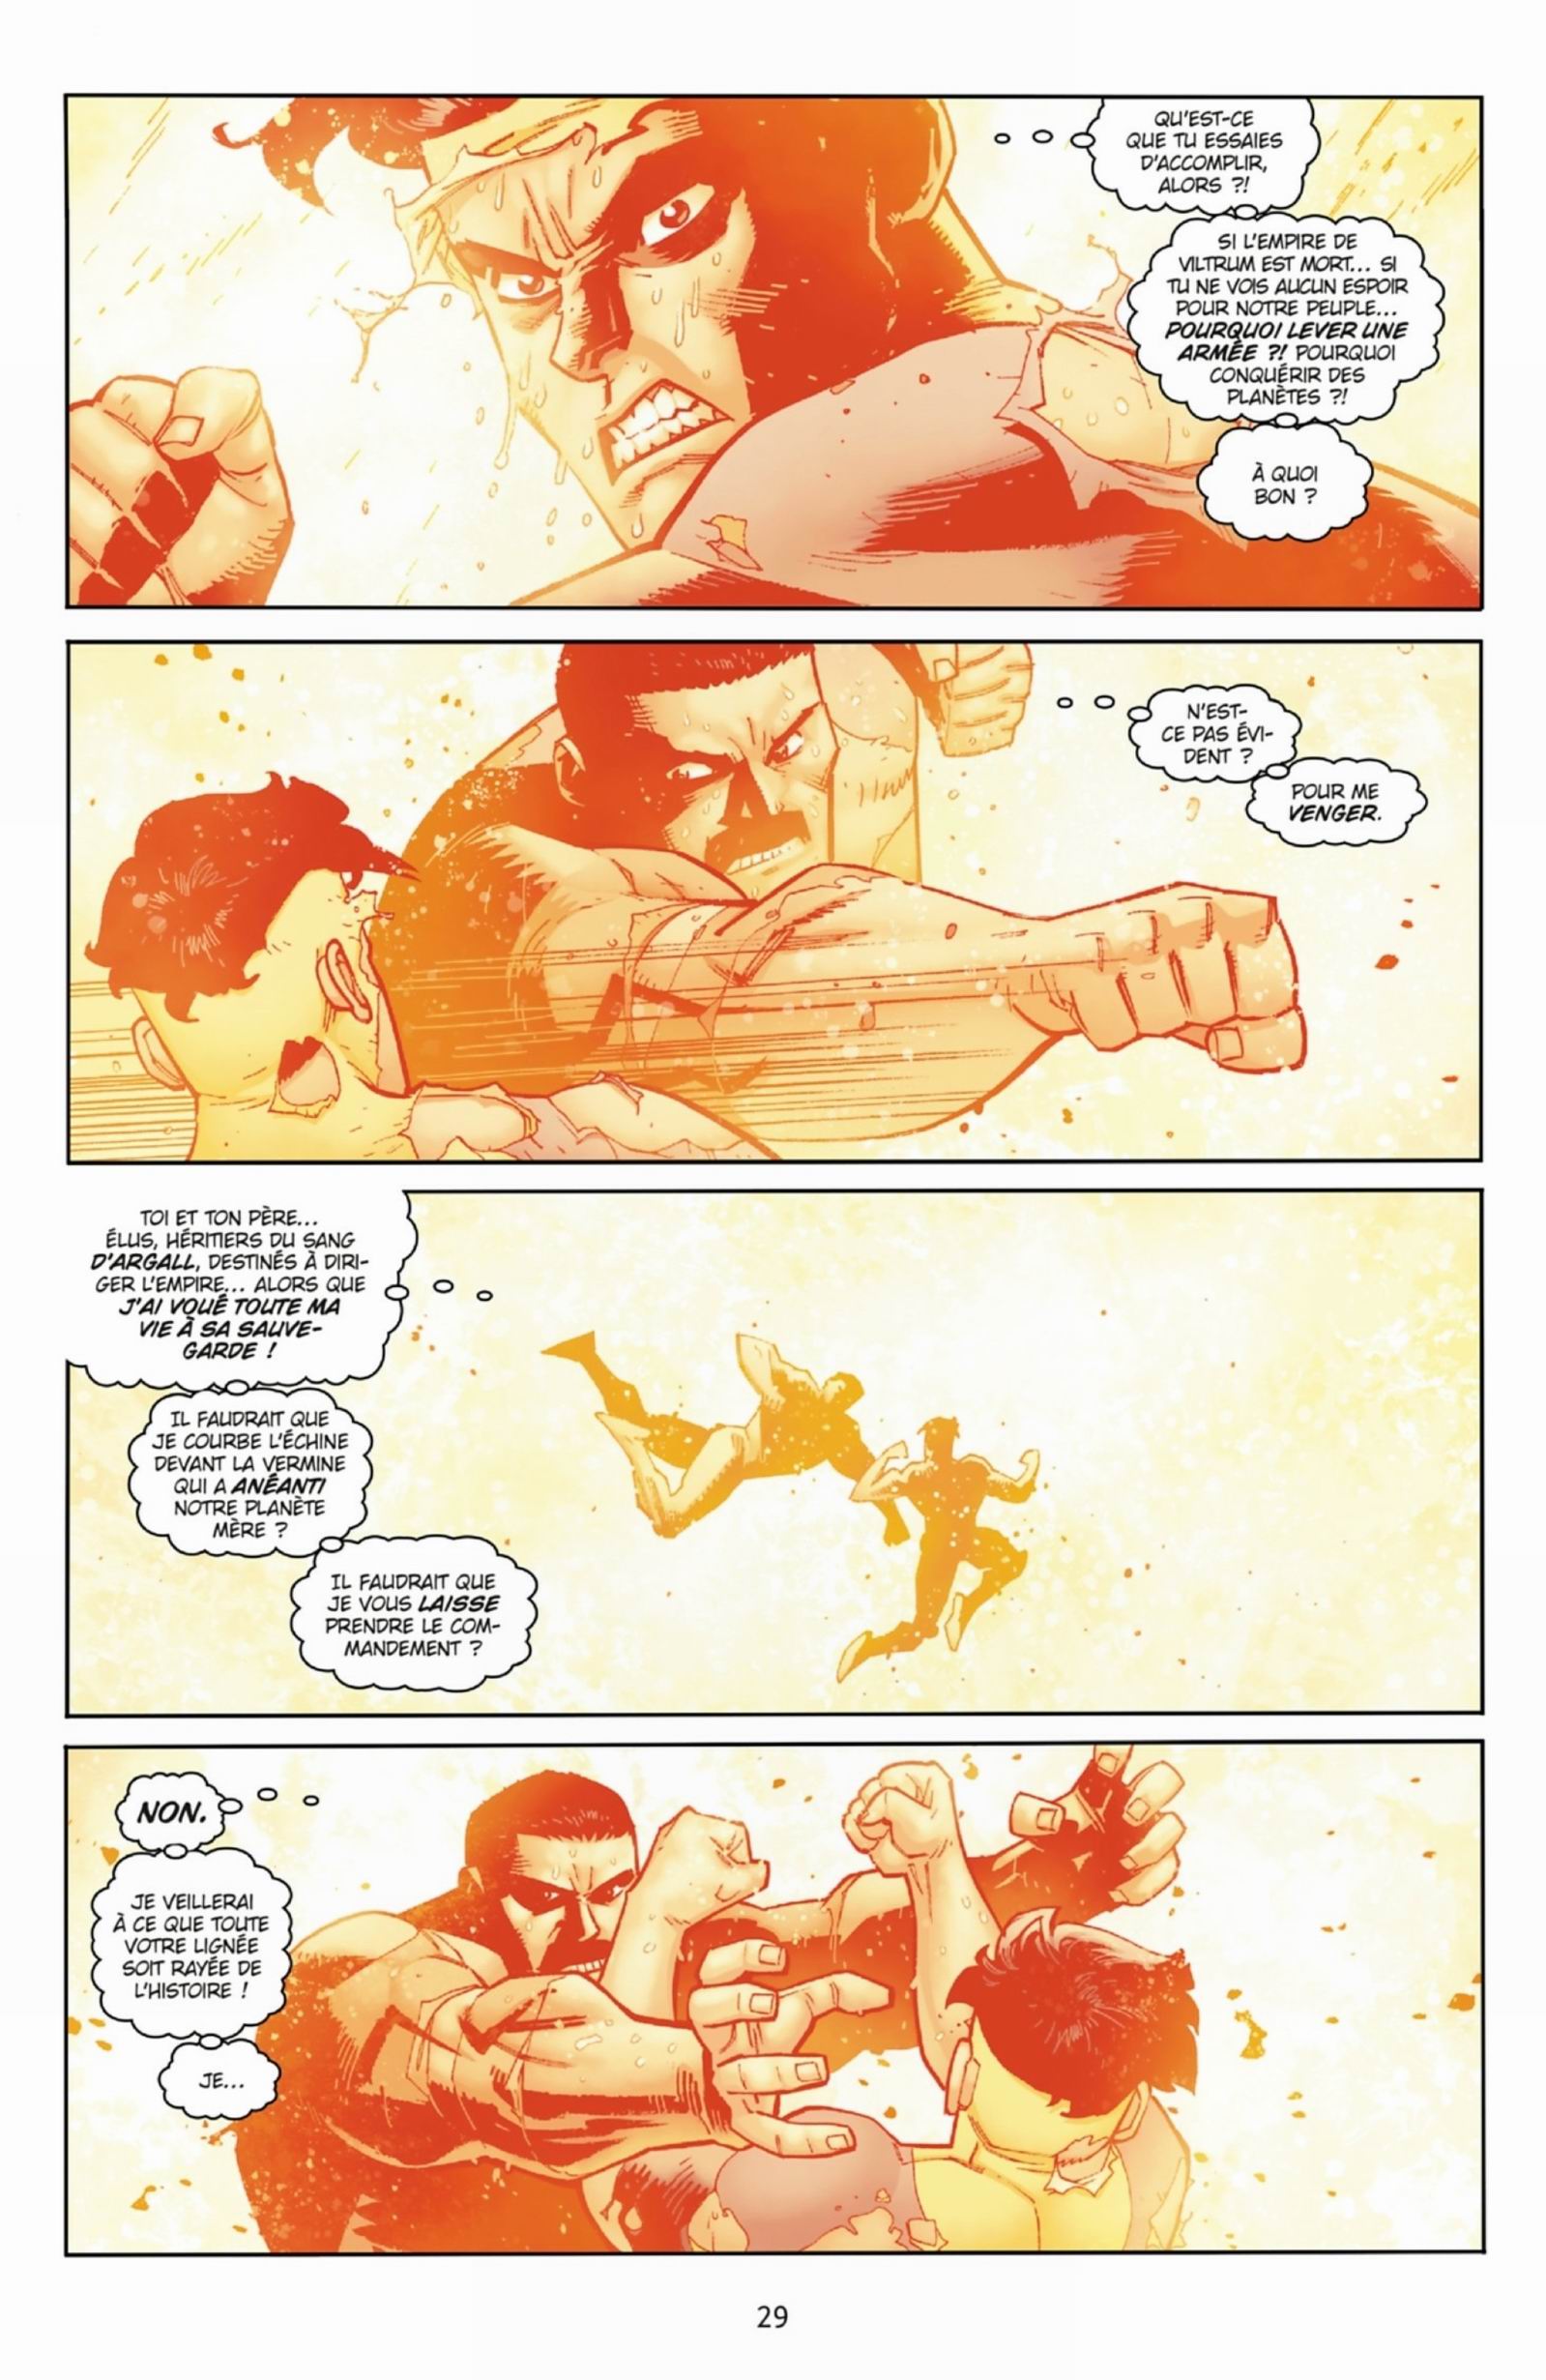 QU'EST-CE
QUE TU ESSAIES
D'ACCOMPLIR,
ALORS ?!
SI L'EMPIRE DE
VILTRUM EST MORT... SI
TU NE VOIS AUCUN ESPOIR
POUR NOTRE PEUPLE...
POURQUOI LEVER UNE
ARMÉE ?! POURQUOI
CONQUÉRIR DES
PLANÈTES ?!
À QUOI
BON ?
N'EST-
CE PAS ÉVI-
DENT ?
POUR ME
VENGER.
TOI ET TON PÈRE...
ÉLUS, HÉRITIERS DU SANG
D'ARGALL, DESTINÉS À DIRI-
GER L'EMPIRE... ALORS QUE
J'AI VOUÉ TOUTE MA
VIE À SA SAUVE-
GARDE !
IL FAUDRAIT QUE
JE COURBE L'ÉCHINE
DEVANT LA VERMINE
QUI A ANÉANTI
NOTRE PLANÈTE
MÈRE ?
IL FAUDRAIT QUE
JE VOUS LAISSE
PRENDRE LE COM-
MANDEMENT ?
NON.
JE VEILLERAI
À CE QUE TOUTE
VOTRE LIGNÉE
SOIT RAYÉE DE
L'HISTOIRE !
JE...
29